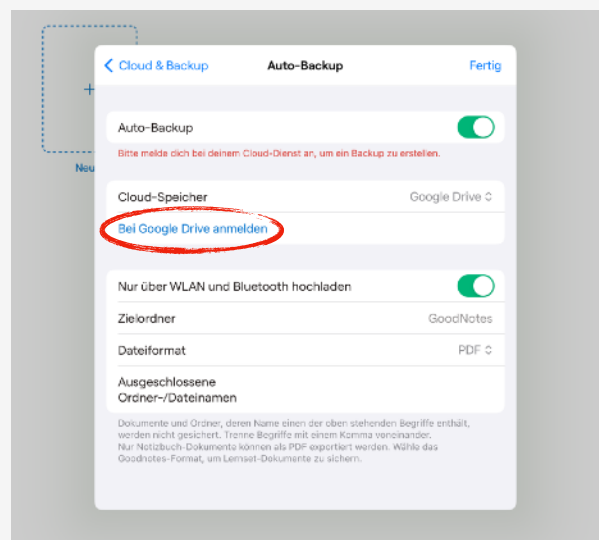 Cloud & Backup Auto-Backup Fertig
+
Neu
Auto-Backup
Bitte melde dich bei deinem Cloud-Dienst an, um ein Backup zu erstellen.
Cloud-Speicher Google Drive
Bei Google Drive anmelden
Nur über WLAN und Bluetooth hochladen
Zielordner GoodNotes
Dateiformat PDF
Ausgeschlossene
Ordner-/Dateinamen
Dokumente und Ordner, deren Name einen der oben stehenden Begriffe enthält,
werden nicht gesichert. Trenne Begriffe mit einem Komma voneinander.
Nur Notizbuch-Dokumente können als PDF exportiert werden. Wähle das
Goodnotes-Format, um Lernset-Dokumente zu sichern.